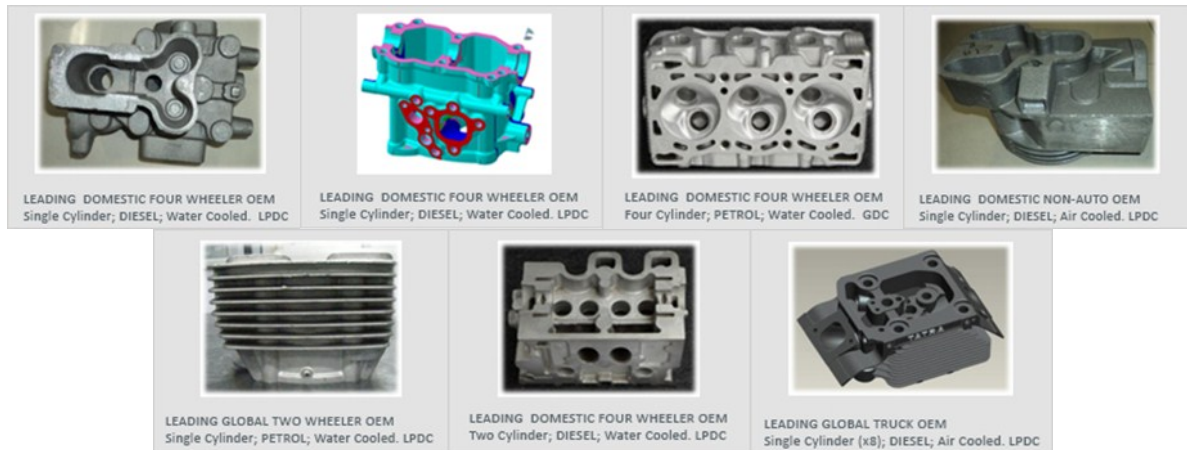 LEADING DOMESTIC FOUR WHEELER OEM
Single Cylinder; DIESEL; Water Cooled. LPDC
LEADING DOMESTIC FOUR WHEELER OEM
Single Cylinder; DIESEL; Water Cooled. LPDC
LEADING DOMESTIC FOUR WHEELER OEM
Four Cylinder; PETROL; Water Cooled. GDC
LEADING DOMESTIC NON-AUTO OEM
Single Cylinder; DIESEL; Air Cooled. LPDC
LEADING GLOBAL TWO WHEELER OEM
Single Cylinder; PETROL; Water Cooled. LPDC
LEADING DOMESTIC FOUR WHEELER OEM
Two Cylinder; DIESEL; Water Cooled. LPDC
TATRA
LEADING GLOBAL TRUCK OEM
Single Cylinder (x8); DIESEL; Air Cooled. LPDC